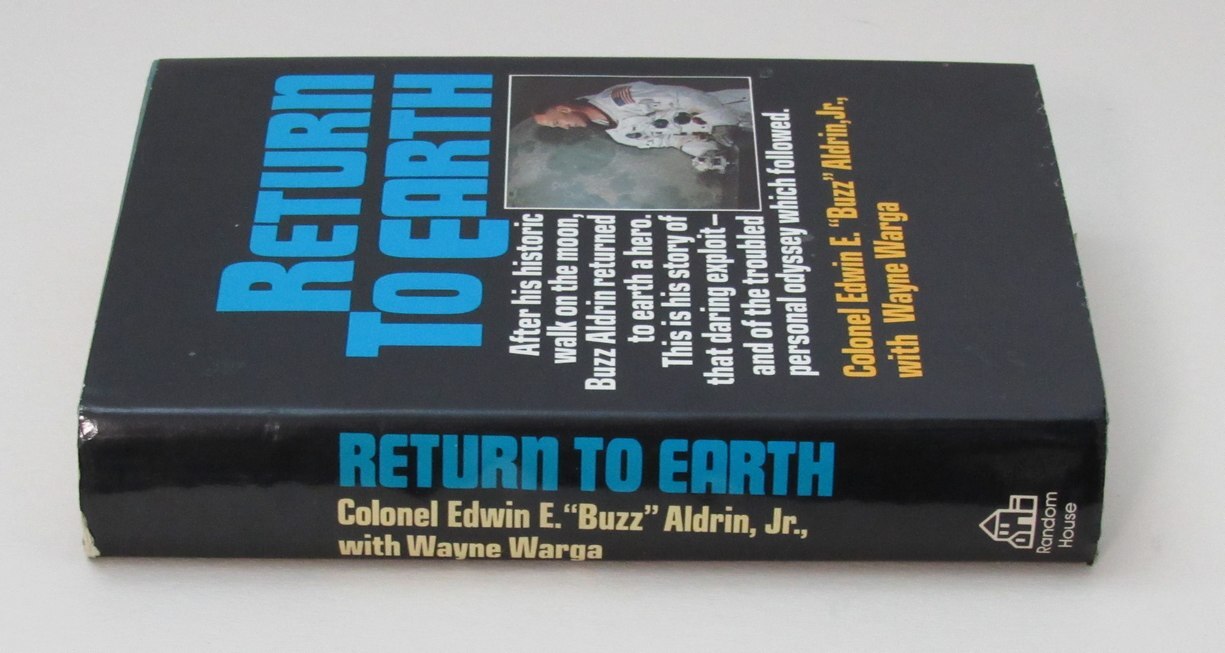 RETURN
TO EARTH
After his historic
walk on the moon,
Buzz Aldrin returned
to earth a hero.
This is his story of
that daring exploit–
and of the troubled
personal odyssey which followed.
Colonel Edwin E. “Buzz” Aldrin,Jr.,
with Wayne Warga
RETURN TO EARTH
Colonel Edwin E. “Buzz” Aldrin, Jr.,
with Wayne Warga
Random
House